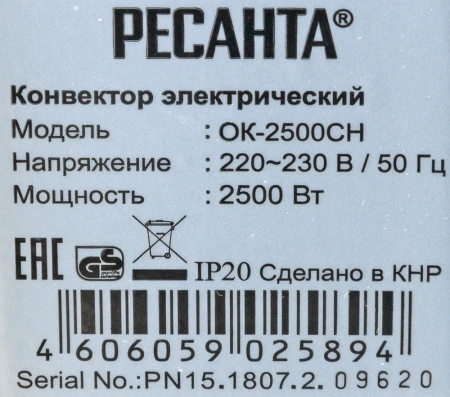 РЕСАНТА®
Конвектор электрический
Модель : ОК-2500СН
Напряжение : 220~230 В / 50 Гц
Мощность : 2500 Вт
EAC GS IP20 Сделано в КНР
4 606059 025894
Serial No.:PN15.1807.2. 09620